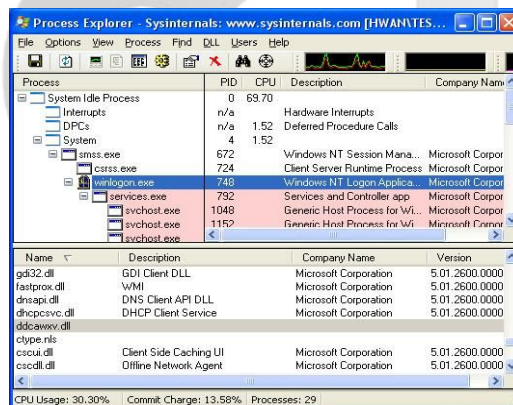 Process Explorer - Sysinternals: www.sysinternals.com [HWAN\TES...
File Options View Process Find DLL Users Help
Process PID CPU Description Company Name
System Idle Process 0 69.70
Interrupts n/a Hardware Interrupts
DPCs n/a 1.52 Deferred Procedure Calls
System 4 1.52
smss.exe 672 Windows NT Session Mana... Microsoft Corpor
csrss.exe 724 Client Server Runtime Process Microsoft Corpor
winlogon.exe 748 Windows NT Logon Applica... Microsoft Corpor
services.exe 792 Services and Controller app Microsoft Corpor
svchost.exe 1048 Generic Host Process for Wi... Microsoft Corpor
svchost.exe 1152 Generic Host Process for Wi... Microsoft Corpor
svchost.exe
Name Description Company Name Version
gdi32.dll GDI Client DLL Microsoft Corporation 5.01.2600.0000
fastprox.dll WMI Microsoft Corporation 5.01.2600.0000
dnsapi.dll DNS Client API DLL Microsoft Corporation 5.01.2600.0000
dhcpcsvc.dll DHCP Client Service Microsoft Corporation 5.01.2600.0000
ddcawxv.dll
ctype.nls
cscui.dll Client Side Caching UI Microsoft Corporation 5.01.2600.0000
cscdll.dll Offline Network Agent Microsoft Corporation 5.01.2600.0000
CPU Usage: 30.30% Commit Charge: 13.58% Processes: 29